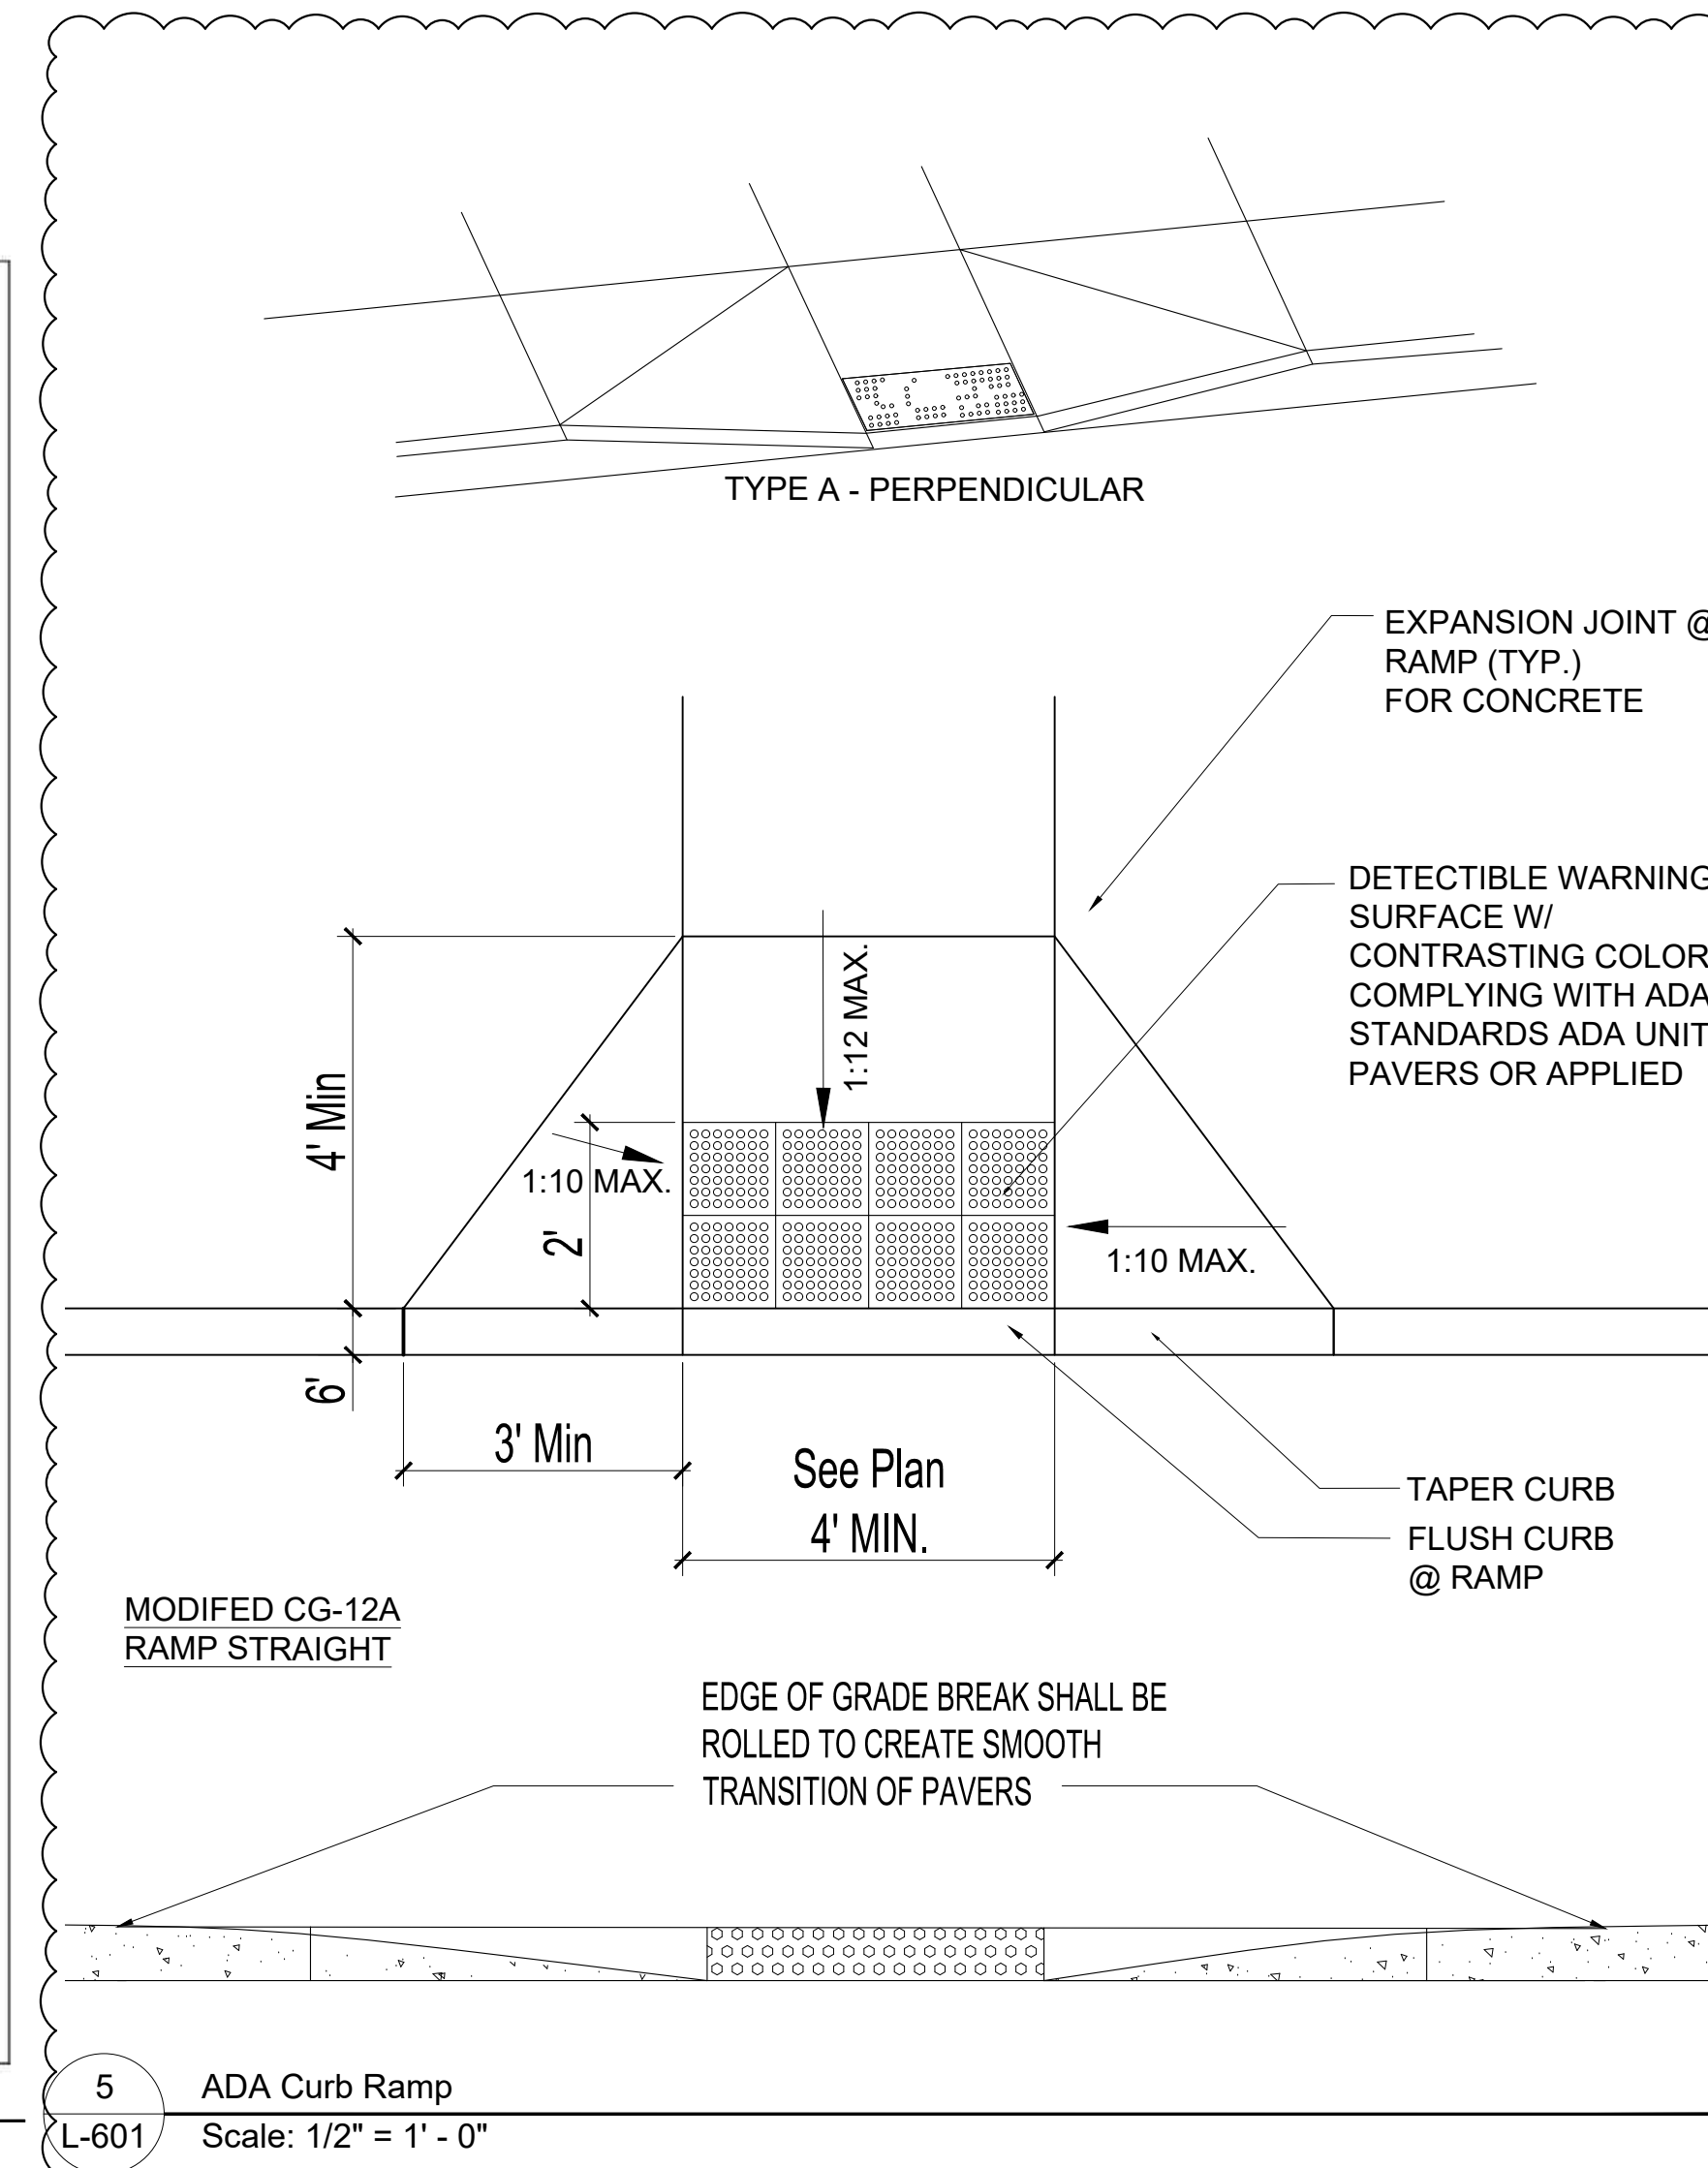 TYPE A - PERPENDICULAR
EXPANSION JOINT @
RAMP (TYP.)
FOR CONCRETE
DETECTIBLE WARNING
SURFACE W/
CONTRASTING COLOR
COMPLYING WITH ADA
STANDARDS ADA UNIT
PAVERS OR APPLIED
1:12 MAX.
4' Min
1:10 MAX.
2'
1:10 MAX.
6'
3' Min
See Plan
4' MIN.
TAPER CURB
FLUSH CURB
@ RAMP
MODIFED CG-12A
RAMP STRAIGHT
EDGE OF GRADE BREAK SHALL BE
ROLLED TO CREATE SMOOTH
TRANSITION OF PAVERS
5
ADA Curb Ramp
L-601
Scale: 1/2" = 1' - 0"